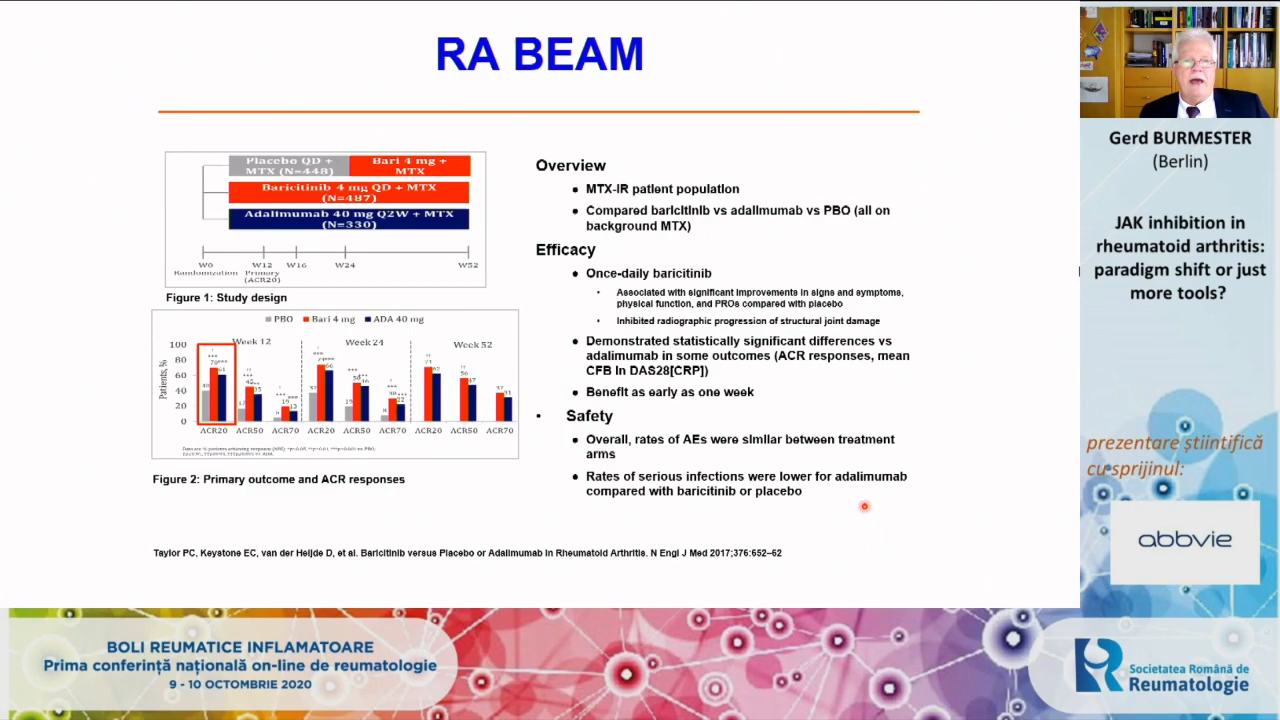 RA BEAM
Placebo QD +
MTX (N=448)
Bari 4 mg +
MTX
Baricitinib 4 mg QD + MTX
(N=487)
Adalimumab 40 mg Q2W + MTX
(N=330)
W0
W12
W16
W24
W52
Randomization
Primary
(ACR20)
Figure 1: Study design
PBO
Bari 4 mg
ADA 40 mg
Week 12
Week 24
Week 52
Patients, %
100
80
60
40
20
0
ACR20 ACR50 ACR70 ACR20 ACR50 ACR70 ACR20 ACR50 ACR70
Figure 2: Primary outcome and ACR responses
Overview
• MTX-IR patient population
• Compared baricitinib vs adalimumab vs PBO (all on
background MTX)
Efficacy
• Once-daily baricitinib
• Associated with significant improvements in signs and symptoms,
physical function, and PROs compared with placebo
• Inhibited radiographic progression of structural joint damage
• Demonstrated statistically significant differences vs
adalimumab in some outcomes (ACR responses, mean
CFB in DAS28[CRP])
• Benefit as early as one week
• Safety
• Overall, rates of AEs were similar between treatment
arms
• Rates of serious infections were lower for adalimumab
compared with baricitinib or placebo
Taylor PC, Keystone EC, van der Heijde D, et al. Baricitinib versus Placebo or Adalimumab in Rheumatoid Arthritis. N Engl J Med 2017;376:652–62
Gerd BURMESTER
(Berlin)
JAK inhibition in
rheumatoid arthritis:
paradigm shift or just
more tools?
prezentare științifică
cu sprijinul:
abbvie
BOLI REUMATICE INFLAMATOARE
Prima conferință națională on-line de reumatologie
9 - 10 OCTOMBRIE 2020
Societatea Română de
Reumatologie